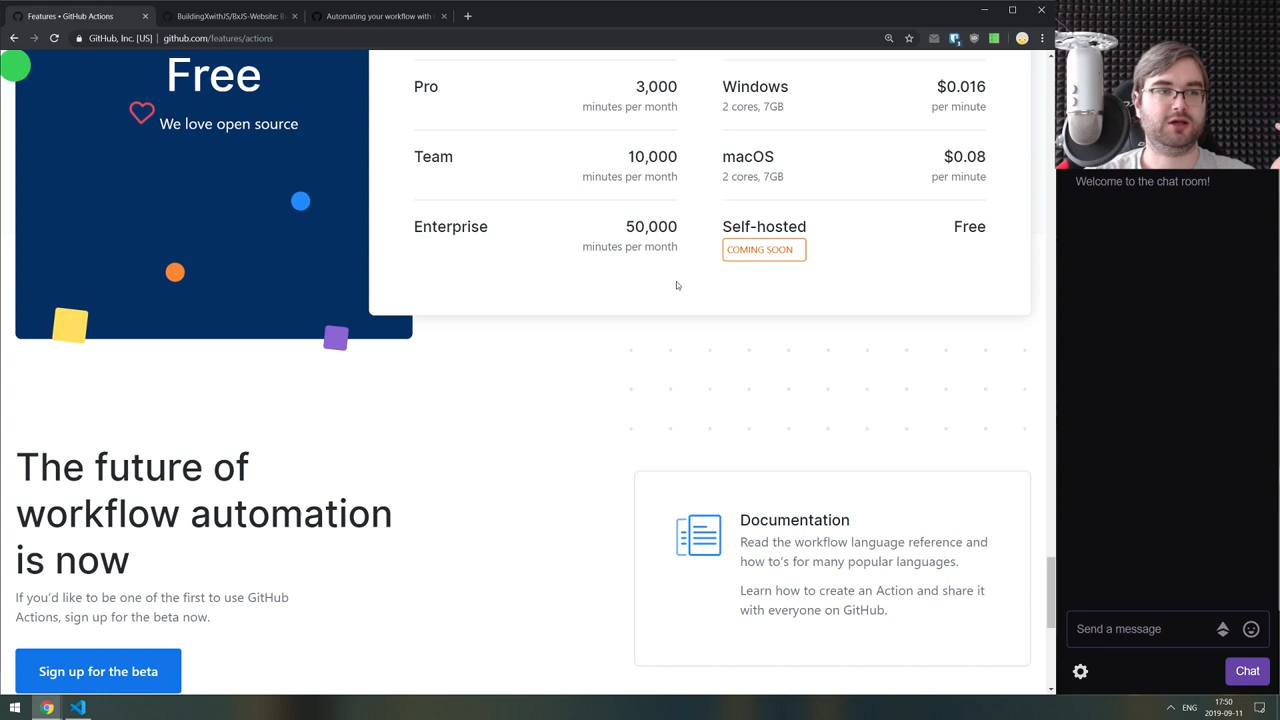 Features • GitHub Actions
BuildingXwithJS/BxJS-Website: B
Automating your workflow with
GitHub, Inc. [US]
github.com/features/actions
Free
We love open source
Pro
3,000
minutes per month
Windows
$0.016
2 cores, 7GB
per minute
Team
10,000
minutes per month
macOS
$0.08
2 cores, 7GB
per minute
Enterprise
50,000
minutes per month
Self-hosted
Free
COMING SOON
The future of
workflow automation
is now
If you'd like to be one of the first to use GitHub
Actions, sign up for the beta now.
Sign up for the beta
Documentation
Read the workflow language reference and
how to's for many popular languages.
Learn how to create an Action and share it
with everyone on GitHub.
Welcome to the chat room!
Send a message
Chat
ENG
17:50
2019-09-11